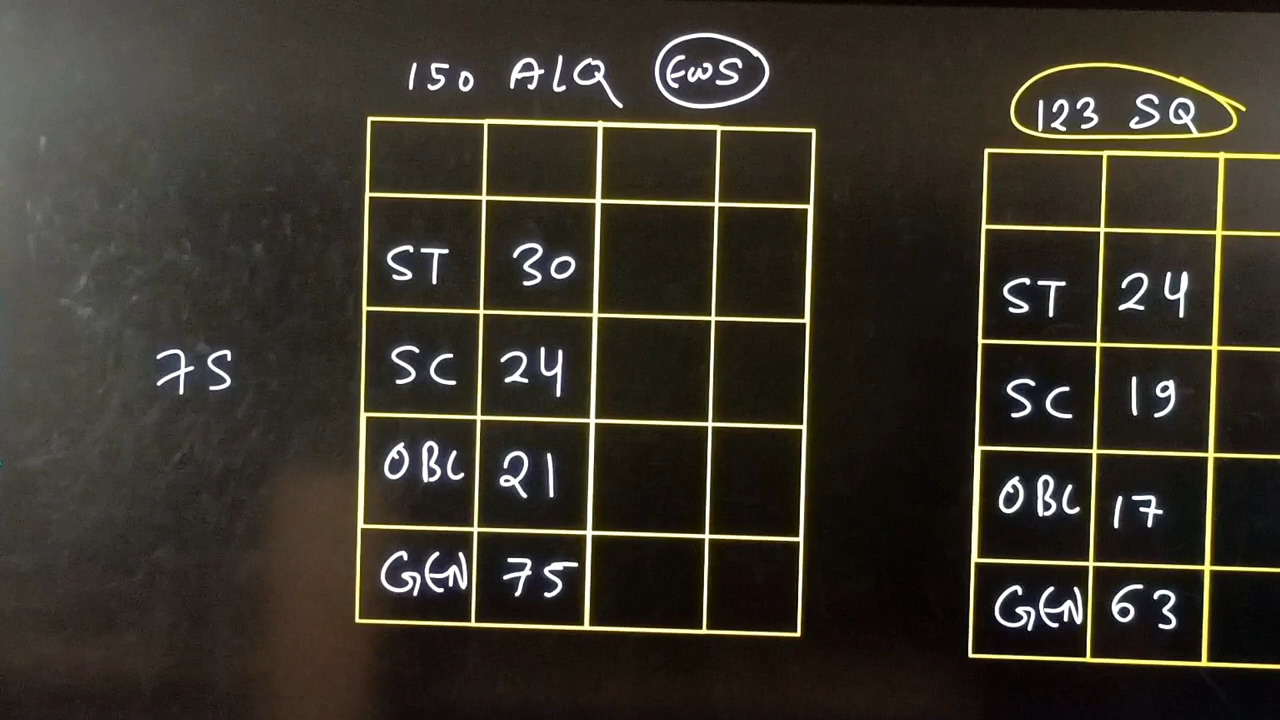 150 AIQ EWS
ST 30
SC 24
OBC 21
GEN 75
75
123 SQ
ST 24
SC 19
OBC 17
GEN 63